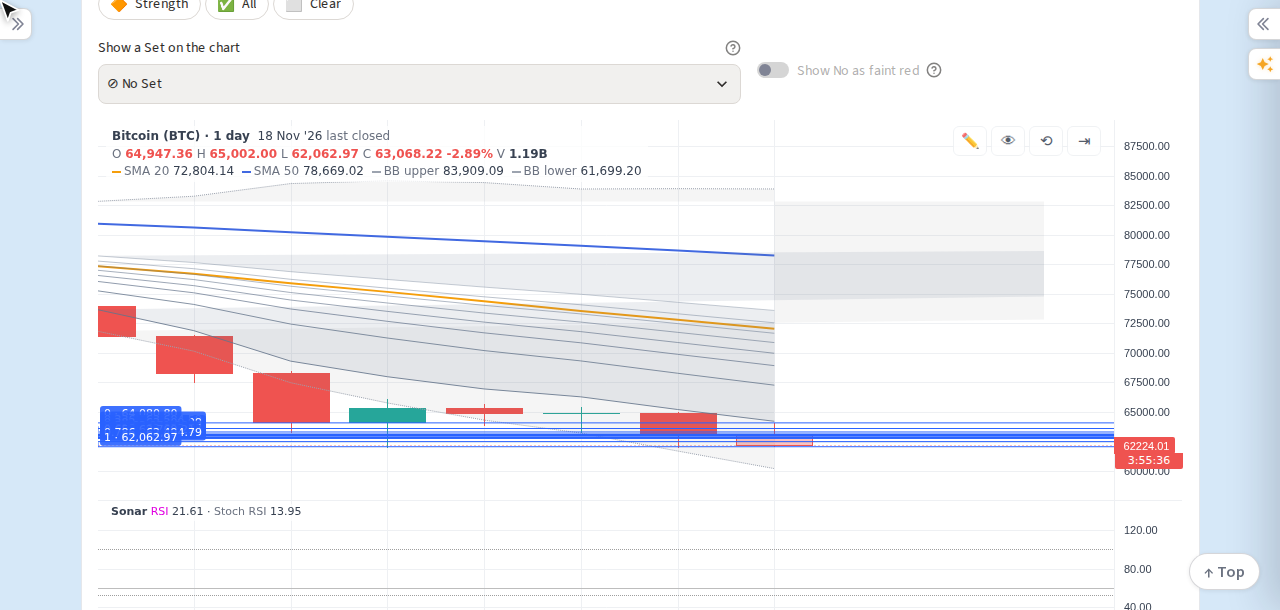 🔶 Strength
✅ All
⬜ Clear
Show a Set on the chart
⊘ No Set
Show No as faint red
Bitcoin (BTC) · 1 day 18 Nov '26 last closed
O 64,947.36 H 65,002.00 L 62,062.97 C 63,068.22 -2.89% V 1.19B
SMA 20 72,804.14 SMA 50 78,669.02 BB upper 83,909.09 BB lower 61,699.20
87500.00
85000.00
82500.00
80000.00
77500.00
75000.00
72500.00
70000.00
67500.00
65000.00
1 · 62,062.97
62224.01
3:55:36
60000.00
Sonar RSI 21.61 · Stoch RSI 13.95
120.00
80.00
40.00
↑ Top